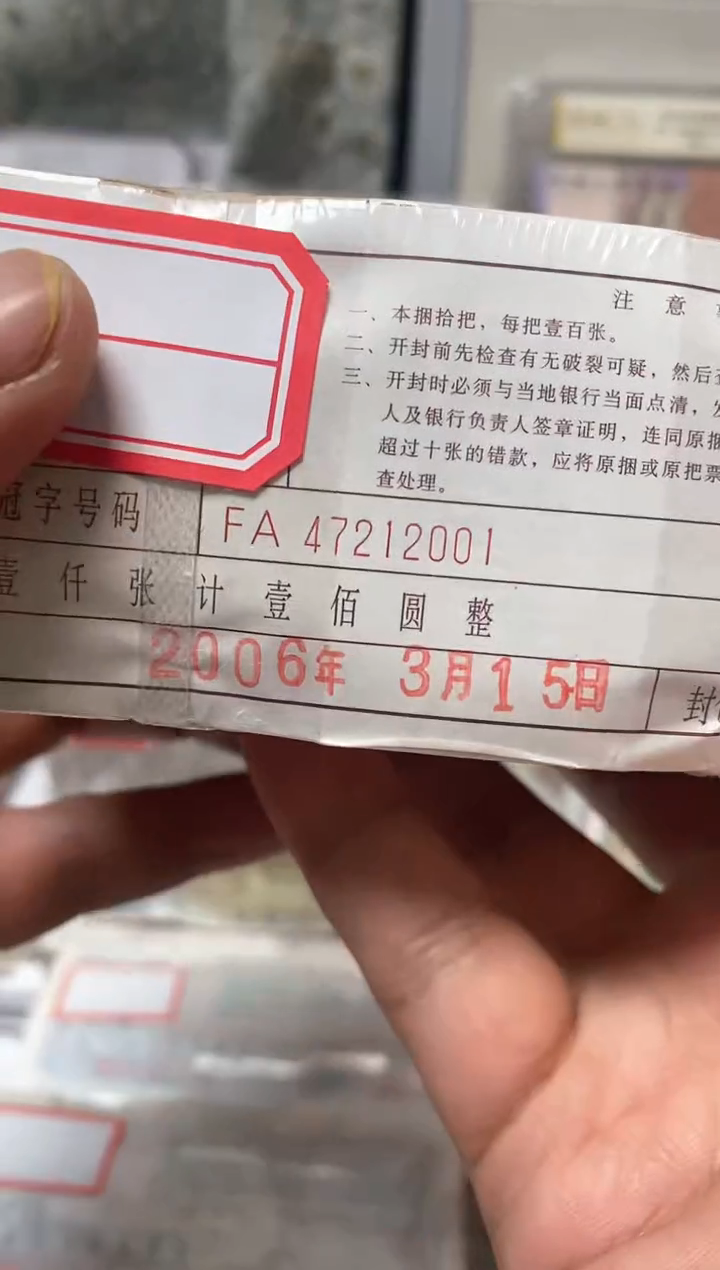 注 意
一、本捆拾把，每把壹百张。
二、开封前先检查有无破裂可疑，然后
三、开封时必须与当地银行当面点清，
人及银行负责人签章证明，连同原捆
超过十张的错款，应将原捆或原把票
查处理。
冠字号码 FA 47212001
壹仟张计壹佰圆整
2006年 3月15日 封